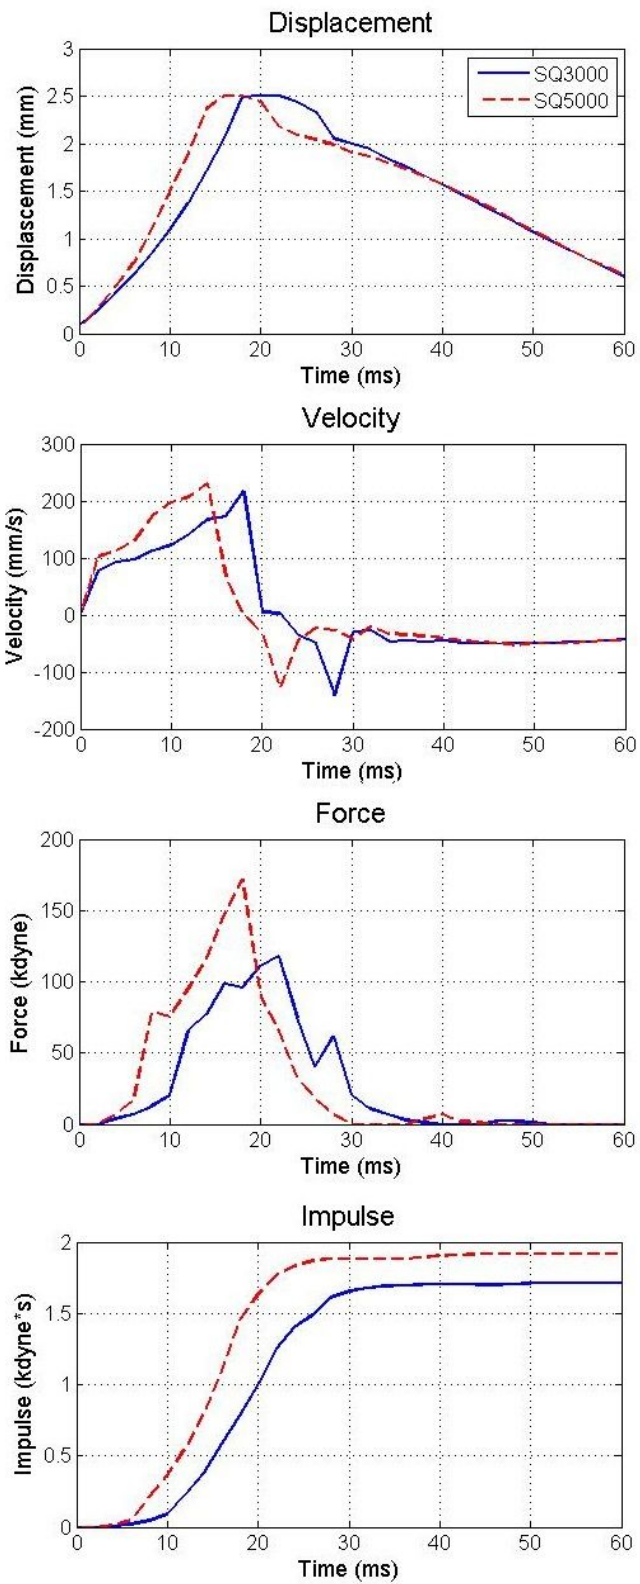 Displacement
3
2.5
2
1.5
1
0.5
0
Displascement (mm)
SQ3000
SQ5000
0 10 20 30 40 50 60
Time (ms)
Velocity
300
200
100
0
-100
-200
Velocity (mm/s)
0 10 20 30 40 50 60
Time (ms)
Force
200
150
100
50
0
Force (kdyne)
0 10 20 30 40 50 60
Time (ms)
Impulse
2
1.5
1
0.5
0
Impulse (kdyne*s)
0 10 20 30 40 50 60
Time (ms)